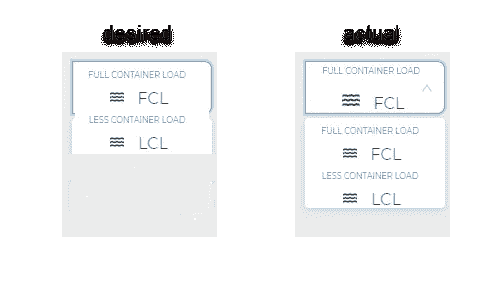 desired
FULL CONTAINER LOAD
FCL
LESS CONTAINER LOAD
LCL
actual
FULL CONTAINER LOAD
FCL
FULL CONTAINER LOAD
FCL
LESS CONTAINER LOAD
LCL